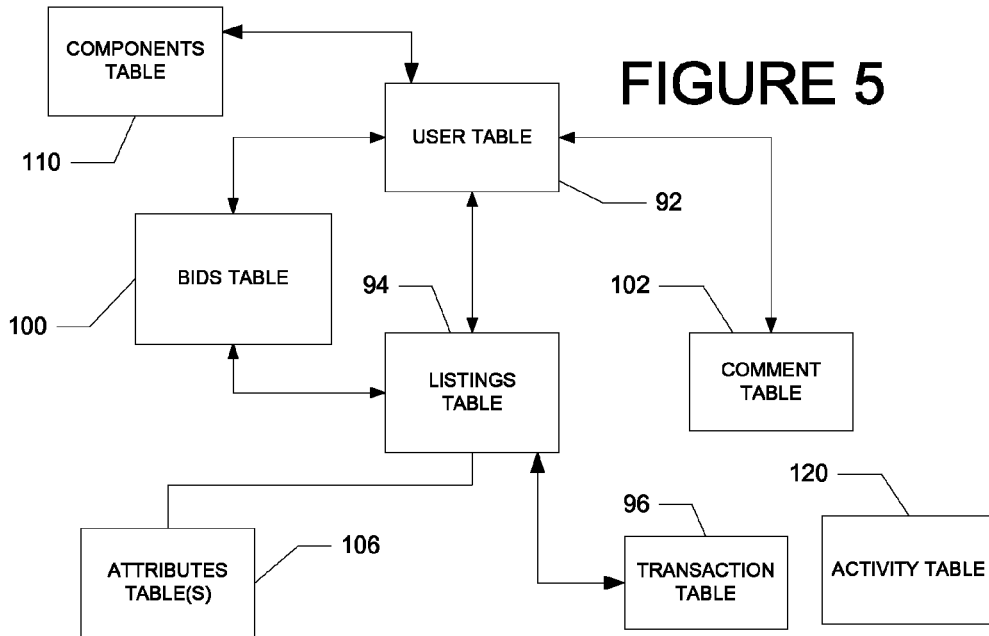 COMPONENTS
TABLE
FIGURE 5
USER TABLE
110
92
BIDS TABLE
94
102
100
LISTINGS
TABLE
COMMENT
TABLE
120
96
ATTRIBUTES
TABLE(S)
106
TRANSACTION
TABLE
ACTIVITY TABLE